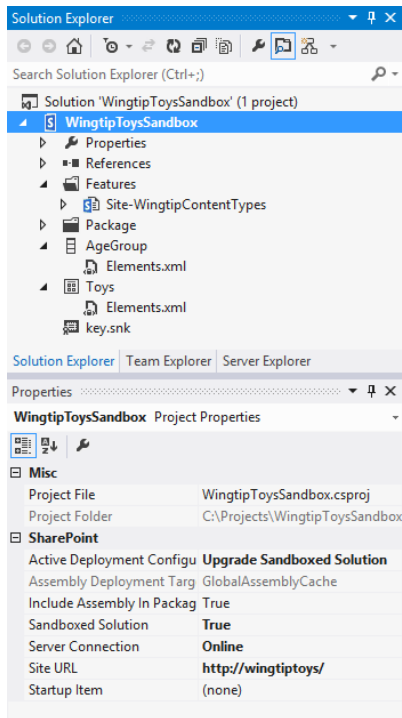 Solution Explorer
Search Solution Explorer (Ctrl+;)
Solution 'WingtipToysSandbox' (1 project)
WingtipToysSandbox
Properties
References
Features
Site-WingtipContentTypes
Package
AgeGroup
Elements.xml
Toys
Elements.xml
key.snk
Solution Explorer Team Explorer Server Explorer
Properties
WingtipToysSandbox Project Properties
Misc
Project File WingtipToysSandbox.csproj
Project Folder C:\Projects\WingtipToysSandbox
SharePoint
Active Deployment Configu Upgrade Sandboxed Solution
Assembly Deployment Targ GlobalAssemblyCache
Include Assembly In Packag True
Sandboxed Solution True
Server Connection Online
Site URL http://wingtiptoys/
Startup Item (none)